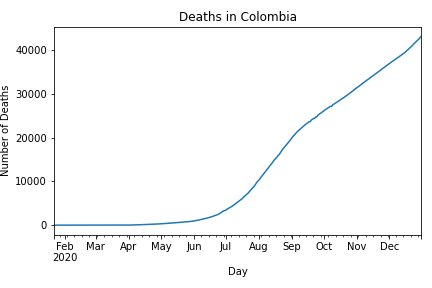 Deaths in Colombia
Number of Deaths
40000
30000
20000
10000
0
Feb Mar Apr May Jun Jul Aug Sep Oct Nov Dec
2020
Day